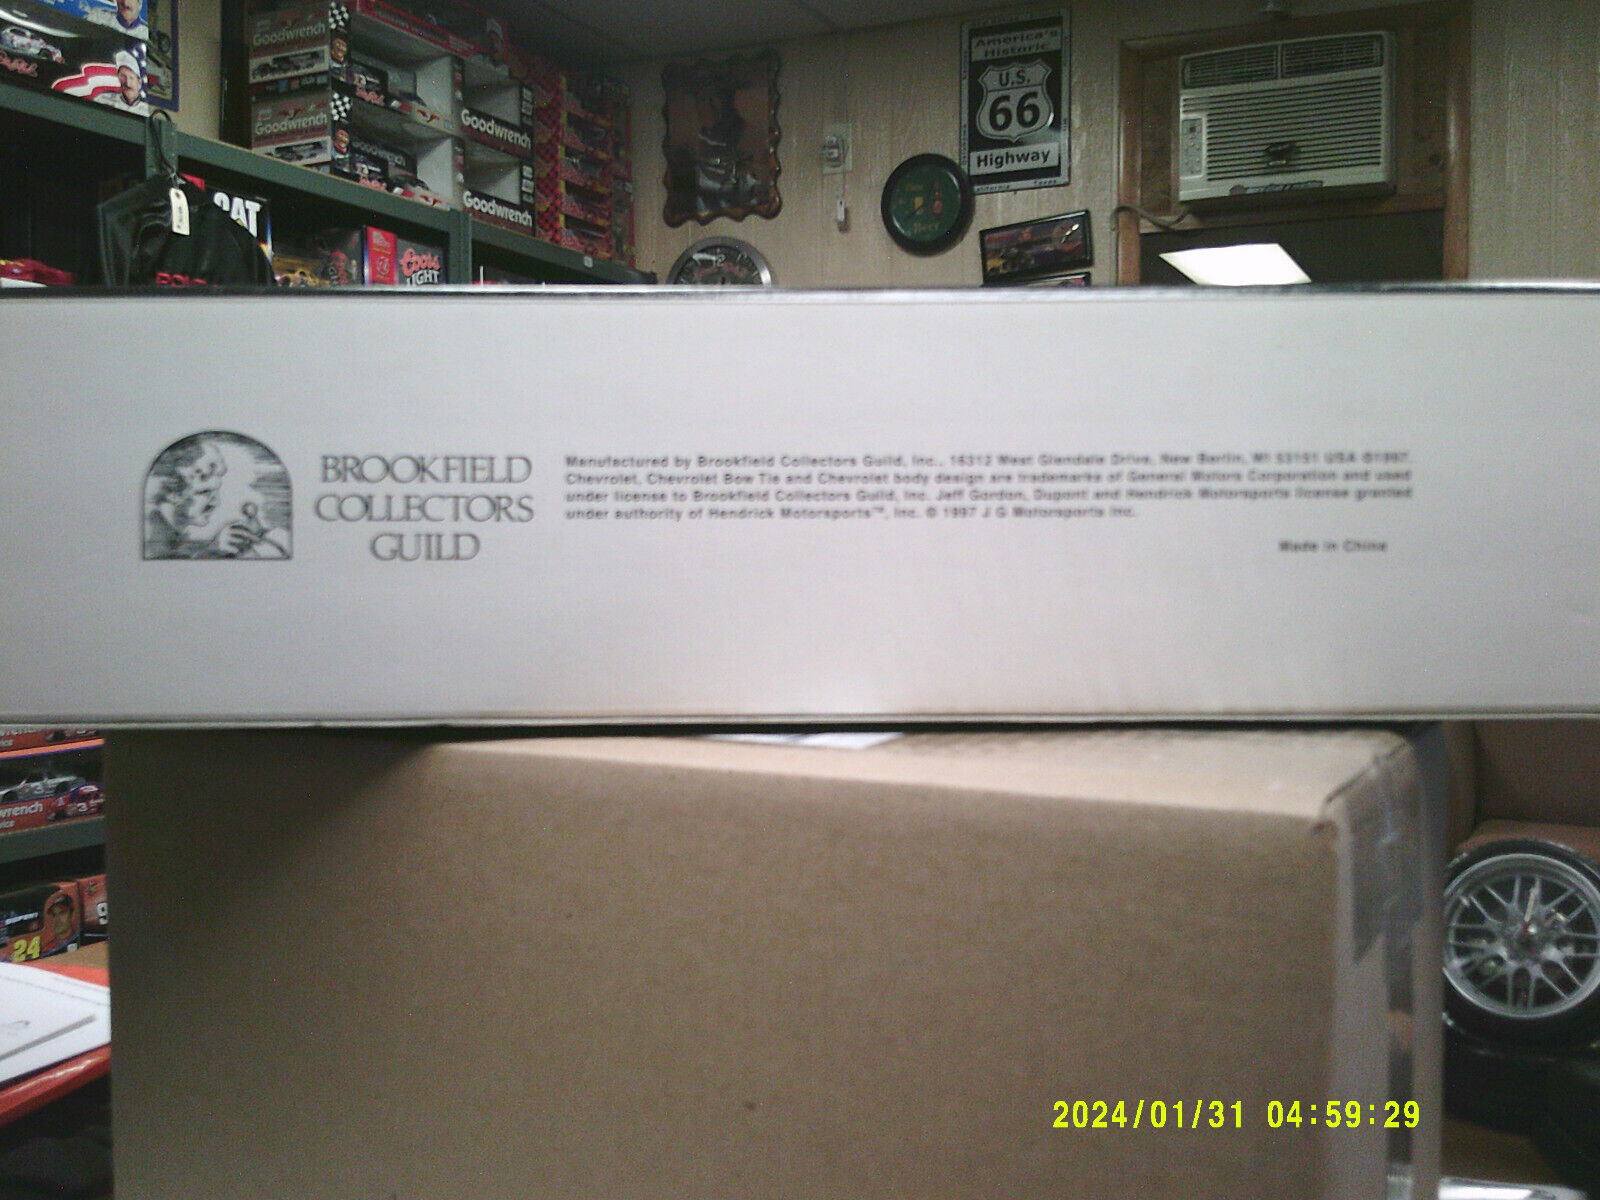 Goodwrench
Goodwrench
Goodwrench
Goodwrench
Goodwrench
America's
Historic
U.S.
66
Highway
California Texas
Beer
Coors
LIGHT
BROOKFIELD
COLLECTORS
GUILD
Manufactured by Brookfield Collectors Guild, Inc., 16312 West Glendale Drive, New Berlin, WI 53151 USA ©1997.
Chevrolet, Chevrolet Bow Tie and Chevrolet body design are trademarks of General Motors Corporation and used
under license to Brookfield Collectors Guild, Inc. Jeff Gordon, Dupont and Hendrick Motorsports license granted
under authority of Hendrick Motorsports™, Inc. © 1997 J G Motorsports Inc.
Made in China
24
2024/01/31 04:59:29